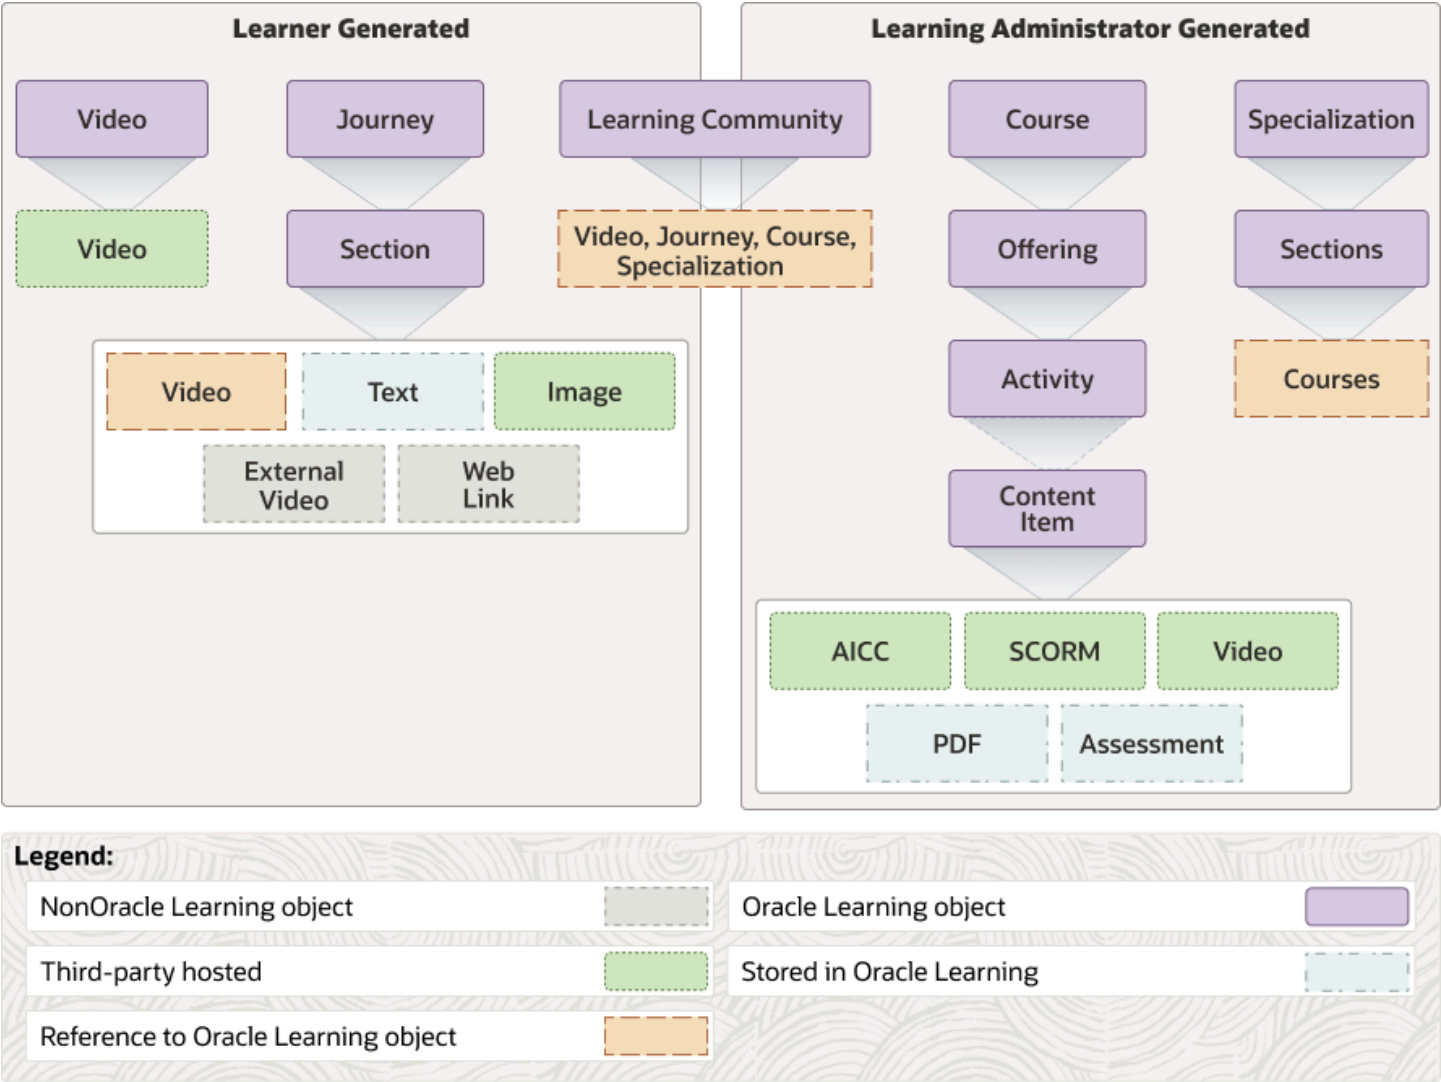 Learner Generated
Learning Administrator Generated
Video
Journey
Learning Community
Course
Specialization
Video
Section
Video, Journey, Course,
Specialization
Offering
Sections
Video
Text
Image
Activity
Courses
External
Video
Web
Link
Content
Item
AICC
SCORM
Video
PDF
Assessment
Legend:
NonOracle Learning object
Oracle Learning object
Third-party hosted
Stored in Oracle Learning
Reference to Oracle Learning object